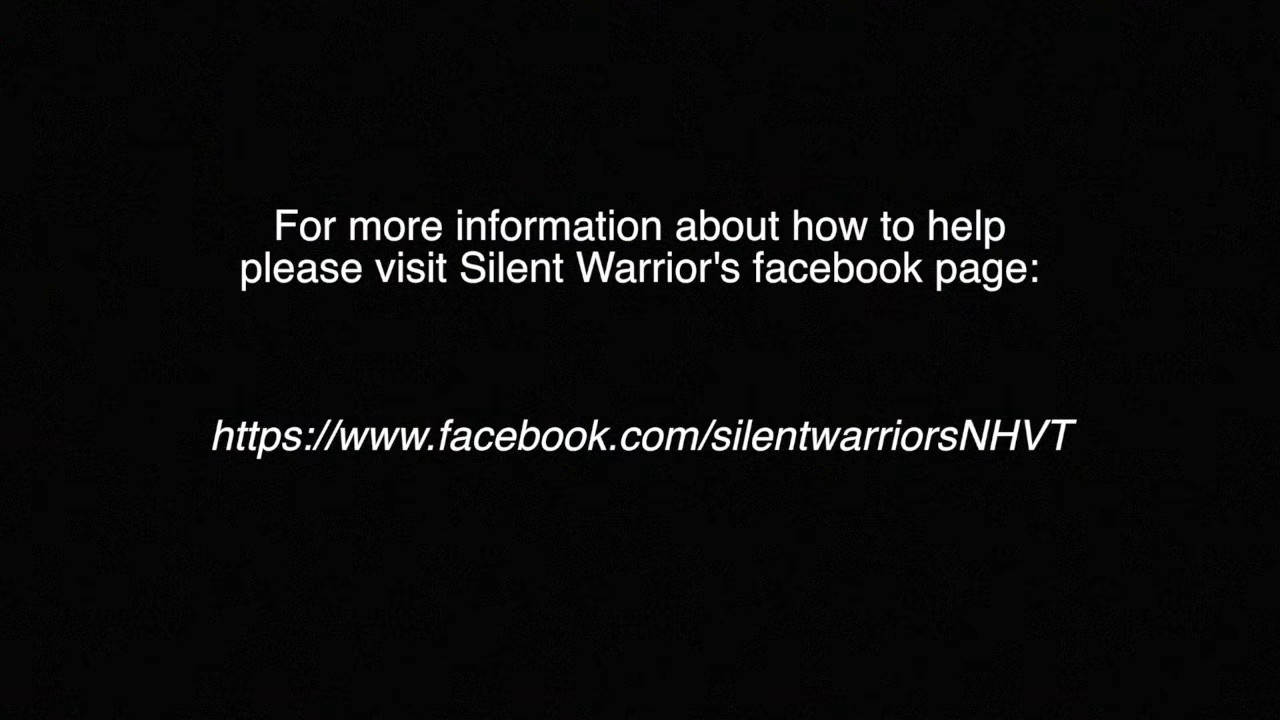 For more information about how to help
please visit Silent Warrior's facebook page:
https://www.facebook.com/silentwarriorsNHVT